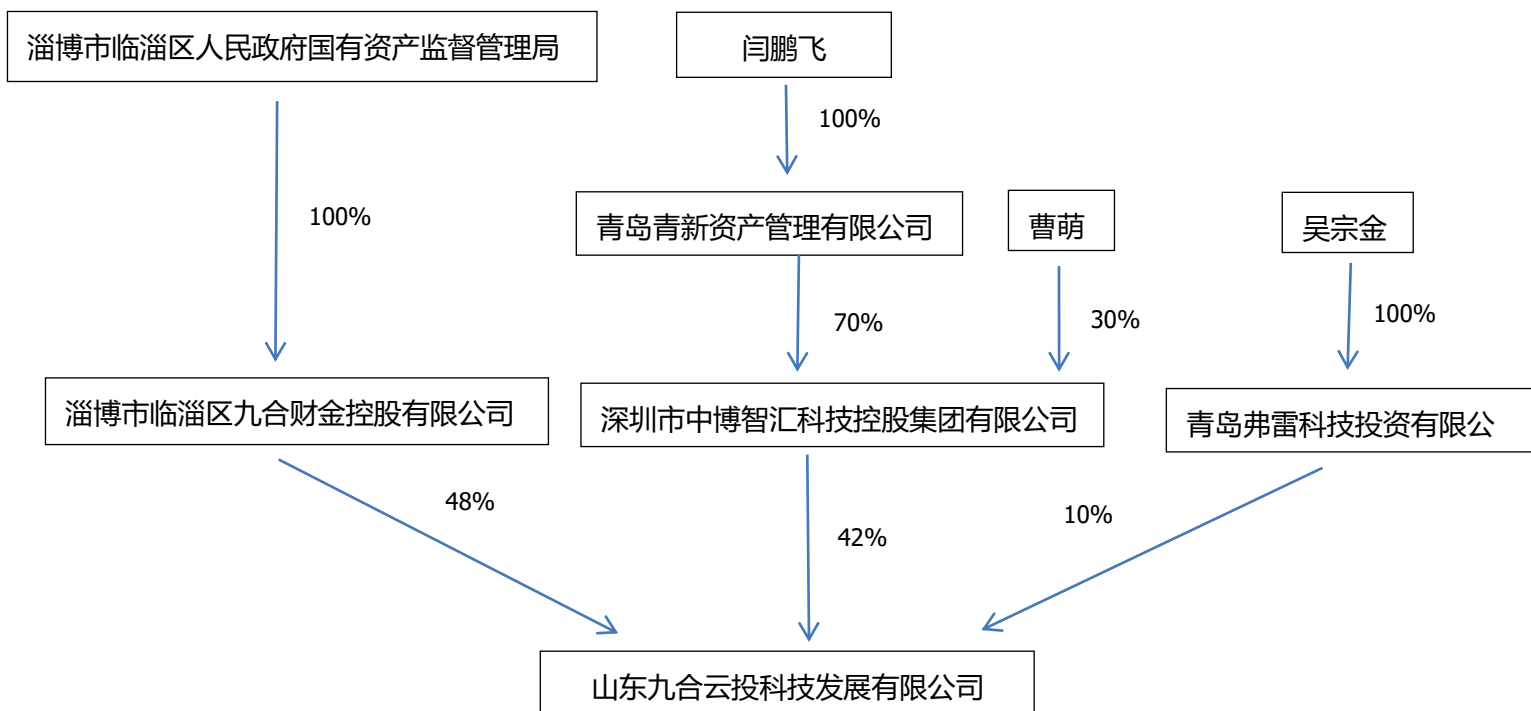 淄博市临淄区人民政府国有资产监督管理局
闫鹏飞
100%
100%
青岛青新资产管理有限公司
曹萌
吴宗金
70%
30%
100%
淄博市临淄区九合财金控股有限公司
深圳市中博智汇科技控股集团有限公司
青岛弗雷科技投资有限公
48%
42%
10%
山东九合云投科技发展有限公司